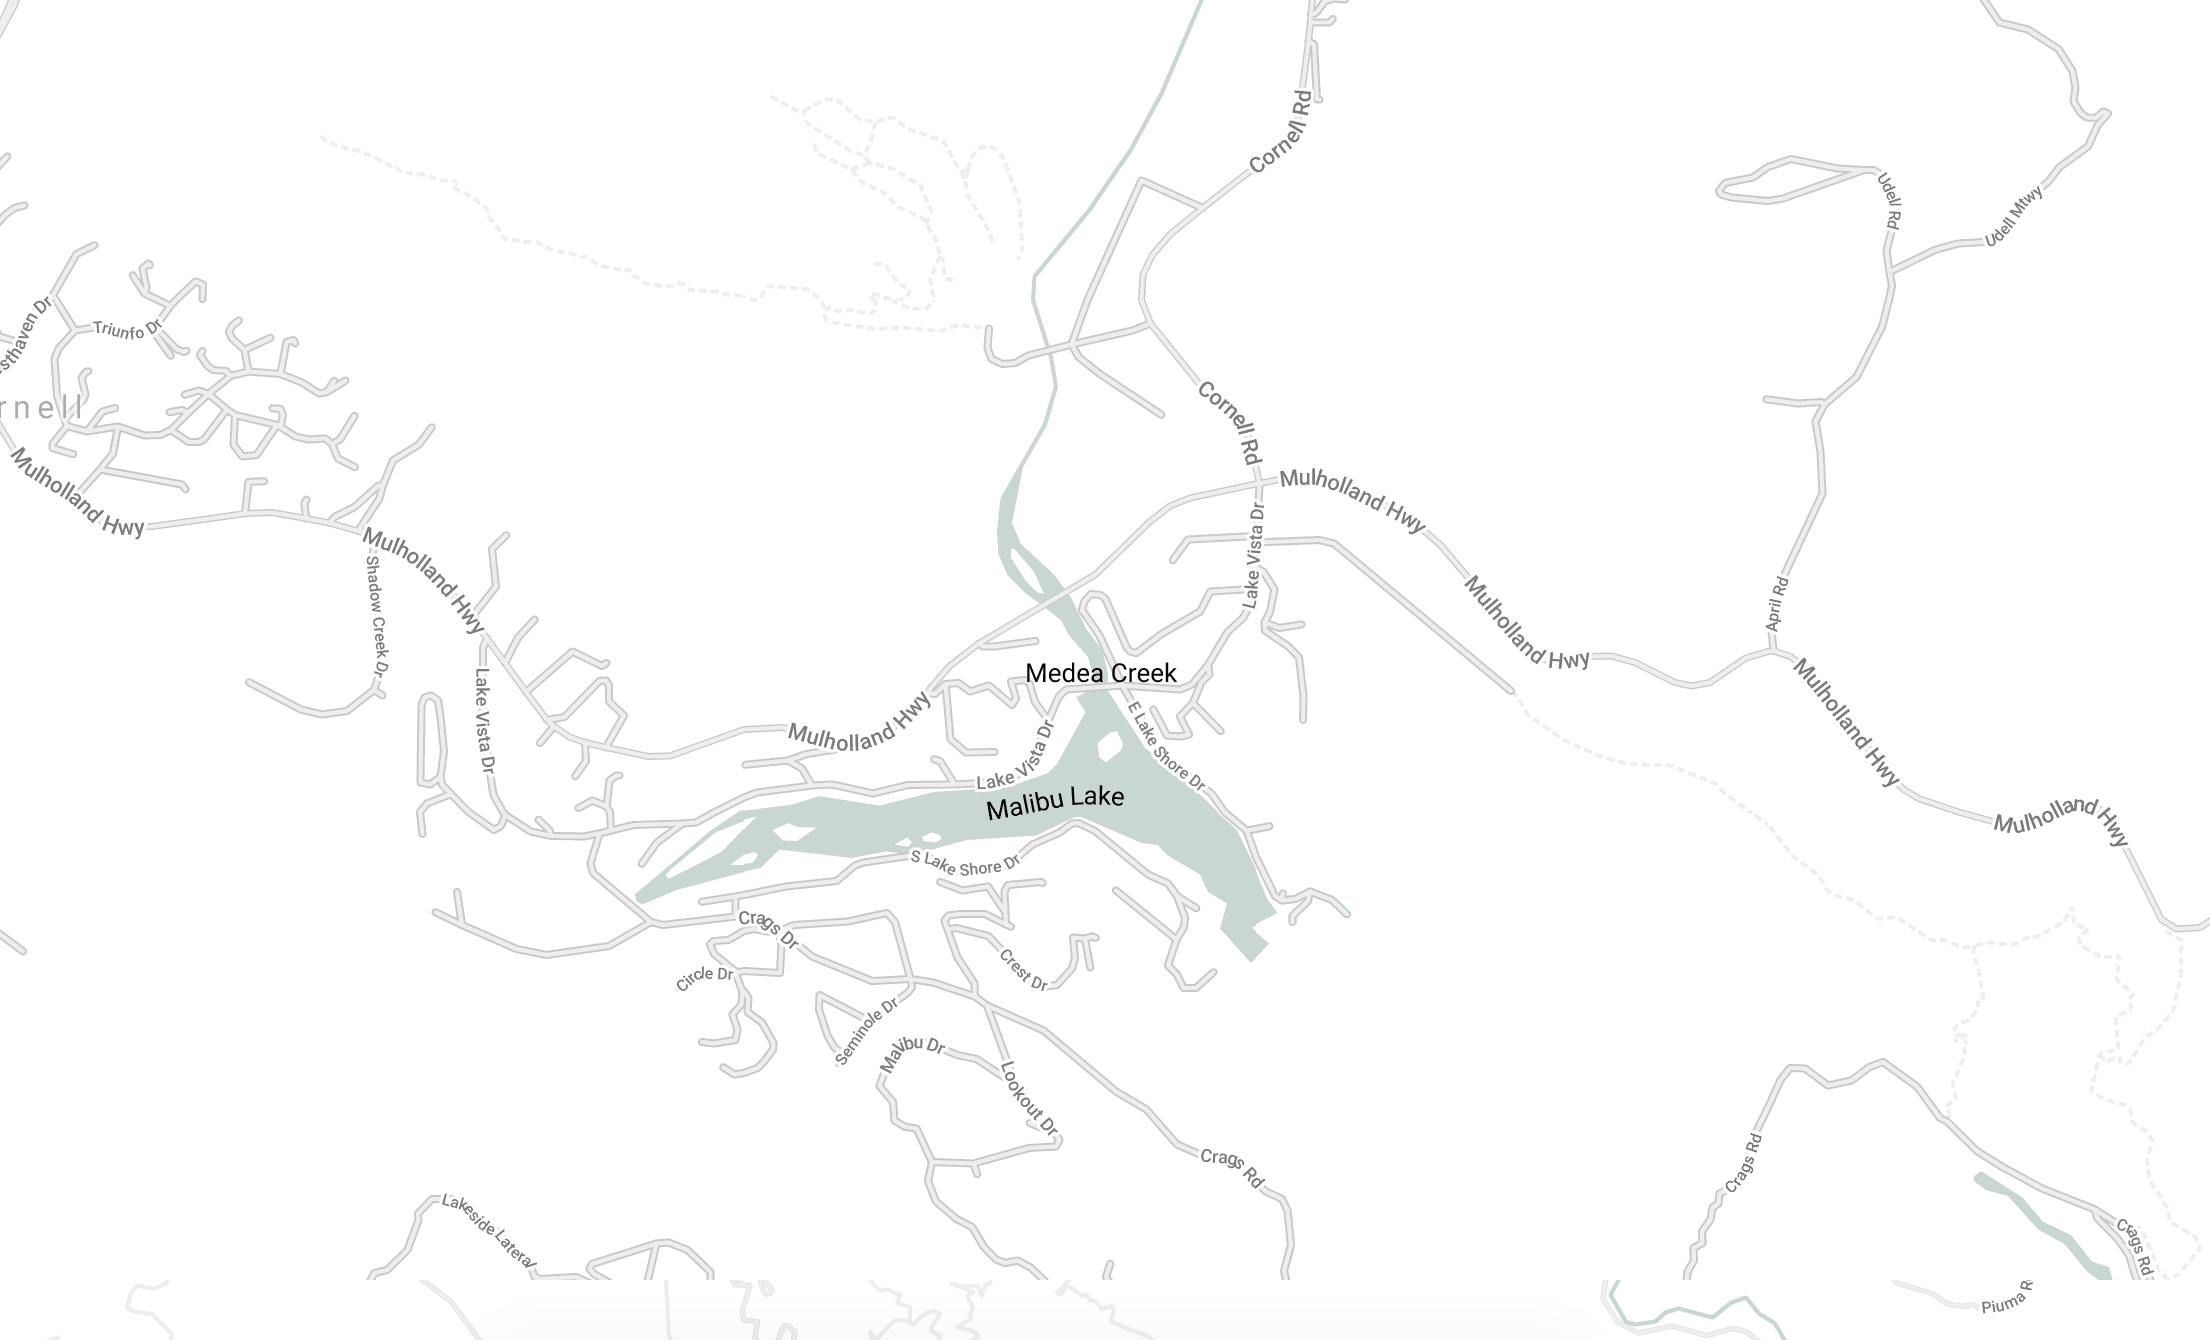 Cornell Rd
Udell Rd
Udell Mtwy
Triunfo Dr
Cornell Rd
Mulholland Hwy
Mulholland Hwy
Mulholland Hwy
Lake Vista Dr
Shadow Creek Dr
Mulholland Hwy
April Rd
Mulholland Hwy
Medea Creek
Lake Vista Dr
Mulholland Hwy
Lake Vista Dr
E Lake Shore Dr
Mulholland Hwy
Malibu Lake
Mulholland Hwy
S Lake Shore Dr
Crags Dr
Circle Dr
Crest Dr
Seminole Dr
Malibu Dr
Lookout Dr
Crags Rd
Crags Rd
Lakeside Lateral
Crags Rd
Piuma R